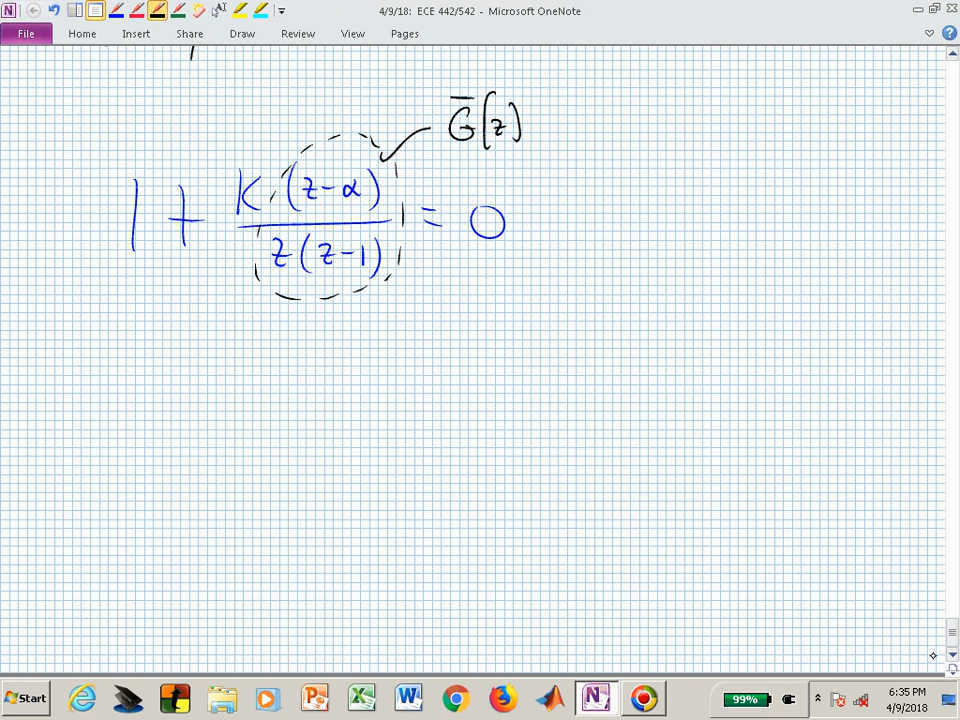 4/9/18: ECE 442/542 - Microsoft OneNote
File Home Insert Share Draw Review View Pages
G̅(z)
1 + K (z-α) / z(z-1) = 0
Start
99%
6:35 PM
4/9/2018